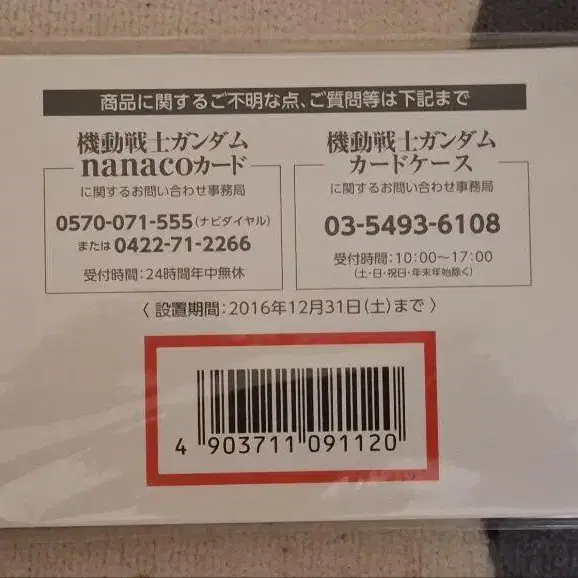 商品に関するご不明な点、ご質問等は下記まで
機動戦士ガンダム
nanacoカード
に関するお問い合わせ事務局
0570-071-555(ナビダイヤル)
または 0422-71-2266
受付時間:24時間年中無休
機動戦士ガンダム
カードケース
に関するお問い合わせ事務局
03-5493-6108
受付時間:10:00～17:00
(土・日・祝日・年末年始除く)
〈 設置期間:2016年12月31日(土)まで 〉
4 903711 091120